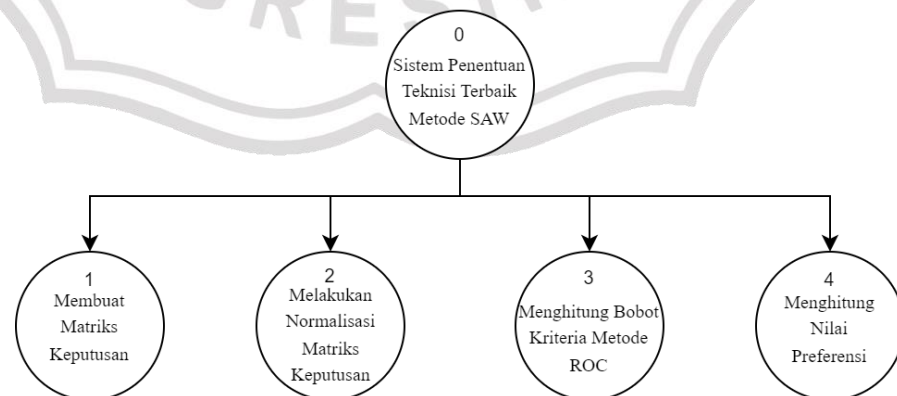 0
Sistem Penentuan
Teknisi Terbaik
Metode SAW
1
Membuat
Matriks
Keputusan
2
Melakukan
Normalisasi
Matriks
Keputusan
3
Menghitung Bobot
Kriteria Metode
ROC
4
Menghitung
Nilai
Preferensi